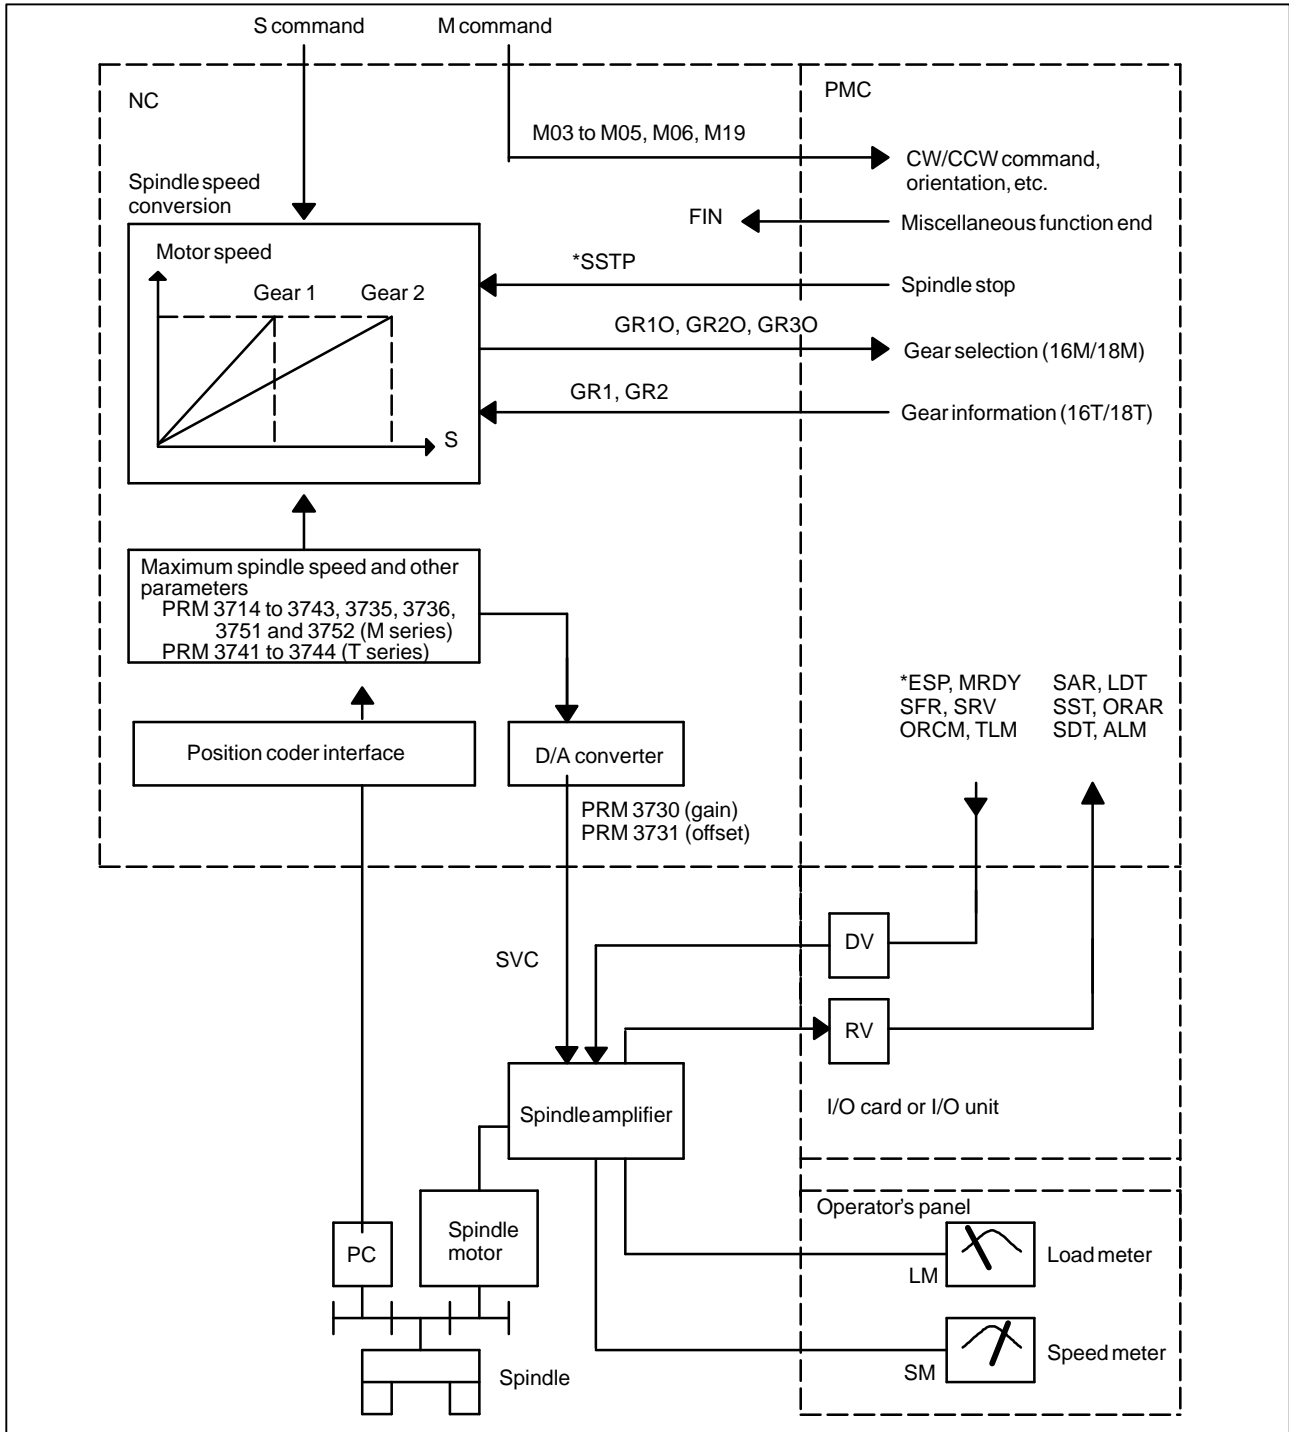 S command
M command
NC
PMC
M03 to M05, M06, M19
CW/CCW command,
orientation, etc.
Spindle speed
conversion
FIN
Miscellaneous function end
Motor speed
*SSTP
Spindle stop
Gear 1
Gear 2
GR1O, GR2O, GR3O
Gear selection (16M/18M)
GR1, GR2
Gear information (16T/18T)
S
Maximum spindle speed and other
parameters
PRM 3714 to 3743, 3735, 3736,
3751 and 3752 (M series)
PRM 3741 to 3744 (T series)
*ESP, MRDY
SFR, SRV
ORCM, TLM
SAR, LDT
SST, ORAR
SDT, ALM
Position coder interface
D/A converter
PRM 3730 (gain)
PRM 3731 (offset)
SVC
DV
RV
I/O card or I/O unit
Spindle amplifier
Operator's panel
PC
Spindle
motor
LM
Load meter
SM
Speed meter
Spindle